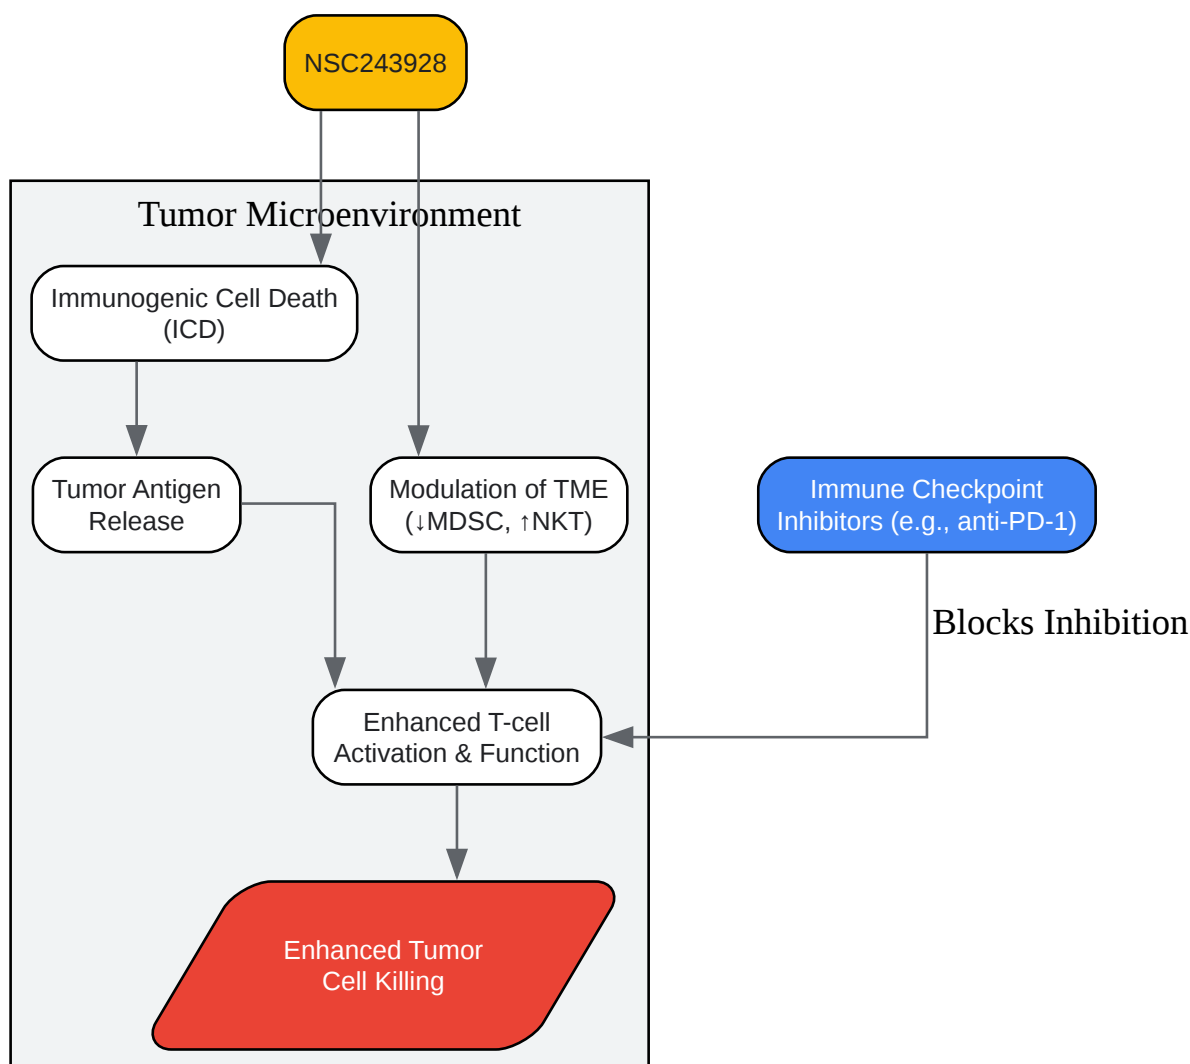 NSC243928
Tumor Microenvironment
Immunogenic Cell Death
(ICD)
Tumor Antigen
Release
Modulation of TME
(↓MDSC, ↑NKT)
Immune Checkpoint
Inhibitors (e.g., anti-PD-1)
Blocks Inhibition
Enhanced T-cell
Activation & Function
Enhanced Tumor
Cell Killing